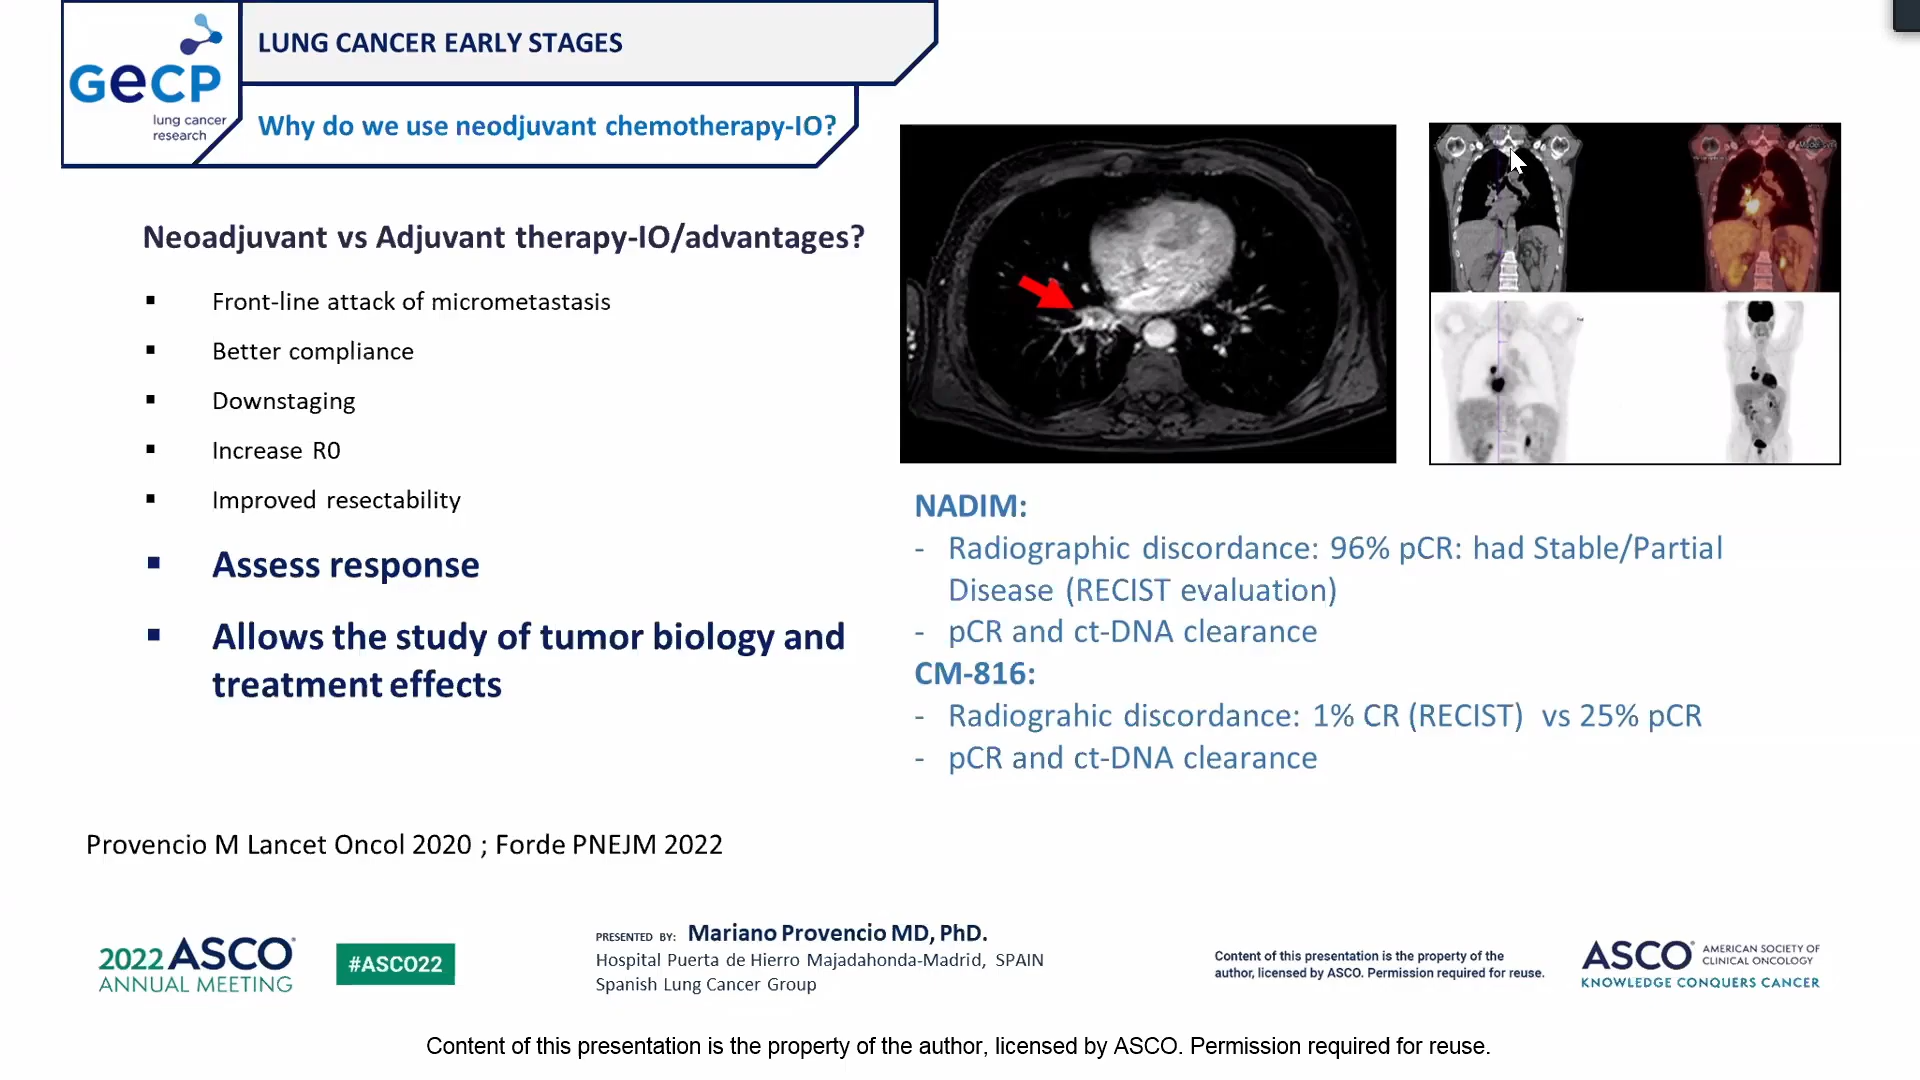 GECP
lung cancer
research
LUNG CANCER EARLY STAGES
Why do we use neodjuvant chemotherapy-IO?
Neoadjuvant vs Adjuvant therapy-IO/advantages?
▪ Front-line attack of micrometastasis
▪ Better compliance
▪ Downstaging
▪ Increase R0
▪ Improved resectability
▪ Assess response
▪ Allows the study of tumor biology and
treatment effects
NADIM:
- Radiographic discordance: 96% pCR: had Stable/Partial
Disease (RECIST evaluation)
- pCR and ct-DNA clearance
CM-816:
- Radiograhic discordance: 1% CR (RECIST) vs 25% pCR
- pCR and ct-DNA clearance
Provencio M Lancet Oncol 2020 ; Forde PNEJM 2022
2022 ASCO®
ANNUAL MEETING
#ASCO22
PRESENTED BY: Mariano Provencio MD, PhD.
Hospital Puerta de Hierro Majadahonda-Madrid, SPAIN
Spanish Lung Cancer Group
Content of this presentation is the property of the
author, licensed by ASCO. Permission required for reuse.
ASCO® AMERICAN SOCIETY OF
CLINICAL ONCOLOGY
KNOWLEDGE CONQUERS CANCER
Content of this presentation is the property of the author, licensed by ASCO. Permission required for reuse.